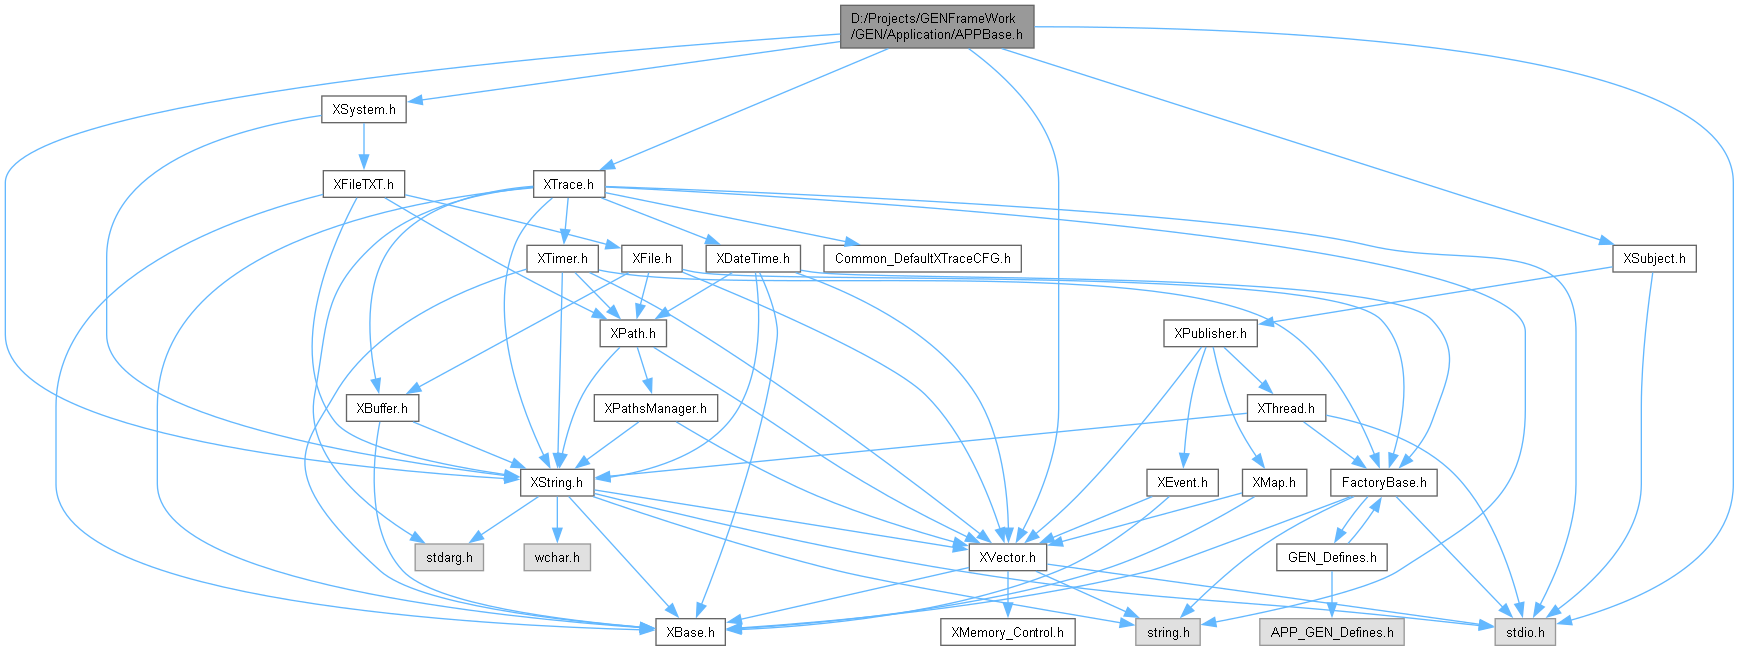 D:/Projects/GENFrameWork
/GEN/Application/APPBase.h
XSystem.h
XFileTXT.h
XTrace.h
XTimer.h
XFile.h
XDateTime.h
Common_DefaultXTraceCFG.h
XSubject.h
XPath.h
XPublisher.h
XBuffer.h
XPathsManager.h
XThread.h
XString.h
XEvent.h
XMap.h
FactoryBase.h
stdarg.h
wchar.h
XVector.h
GEN_Defines.h
XBase.h
XMemory_Control.h
string.h
APP_GEN_Defines.h
stdio.h